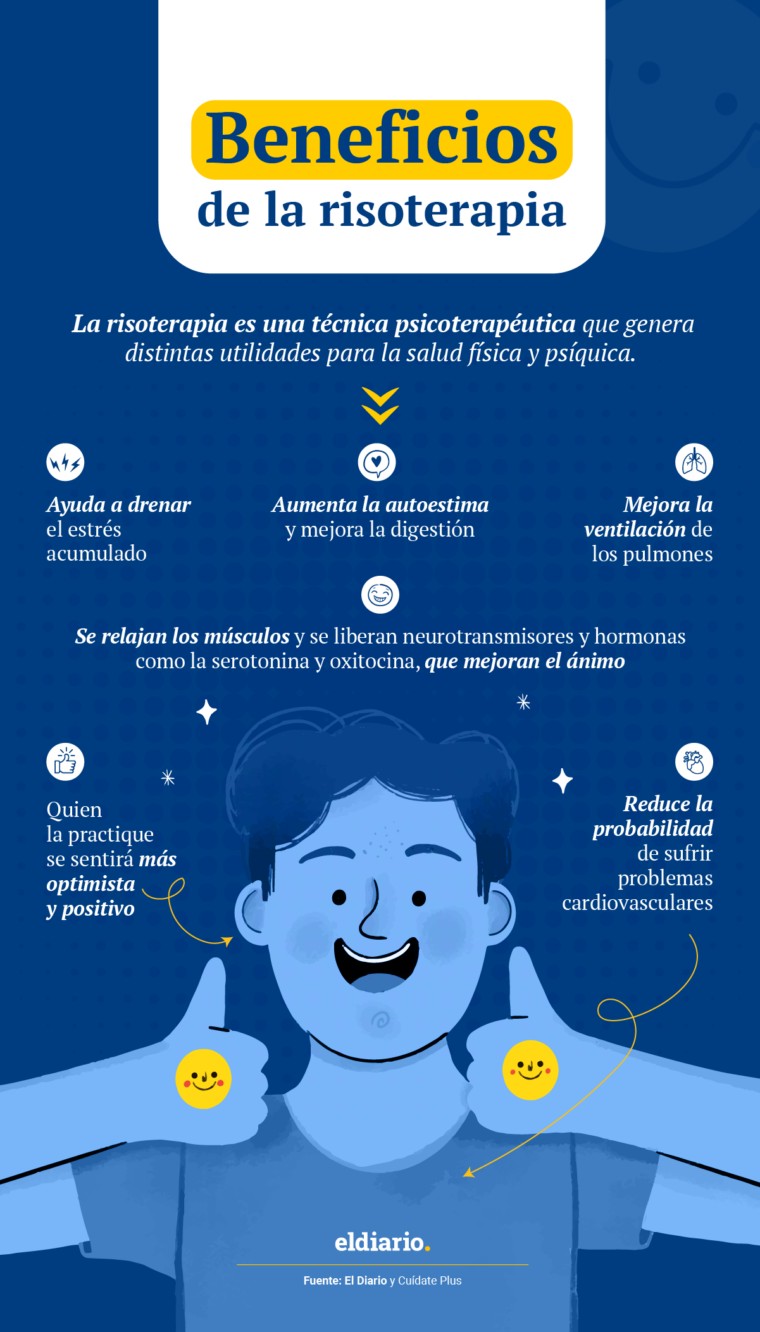 Beneficios
de la risoterapia
La risoterapia es una técnica psicoterapéutica que genera
distintas utilidades para la salud física y psíquica.
Ayuda a drenar
el estrés
acumulado
Aumenta la autoestima
y mejora la digestión
Mejora la
ventilación de
los pulmones
Se relajan los músculos y se liberan neurotransmisores y hormonas
como la serotonina y oxitocina, que mejoran el ánimo
Quien
la practique
se sentirá más
optimista
y positivo
Reduce la
probabilidad
de sufrir
problemas
cardiovasculares
eldiario.
Fuente: El Diario y Cuídate Plus